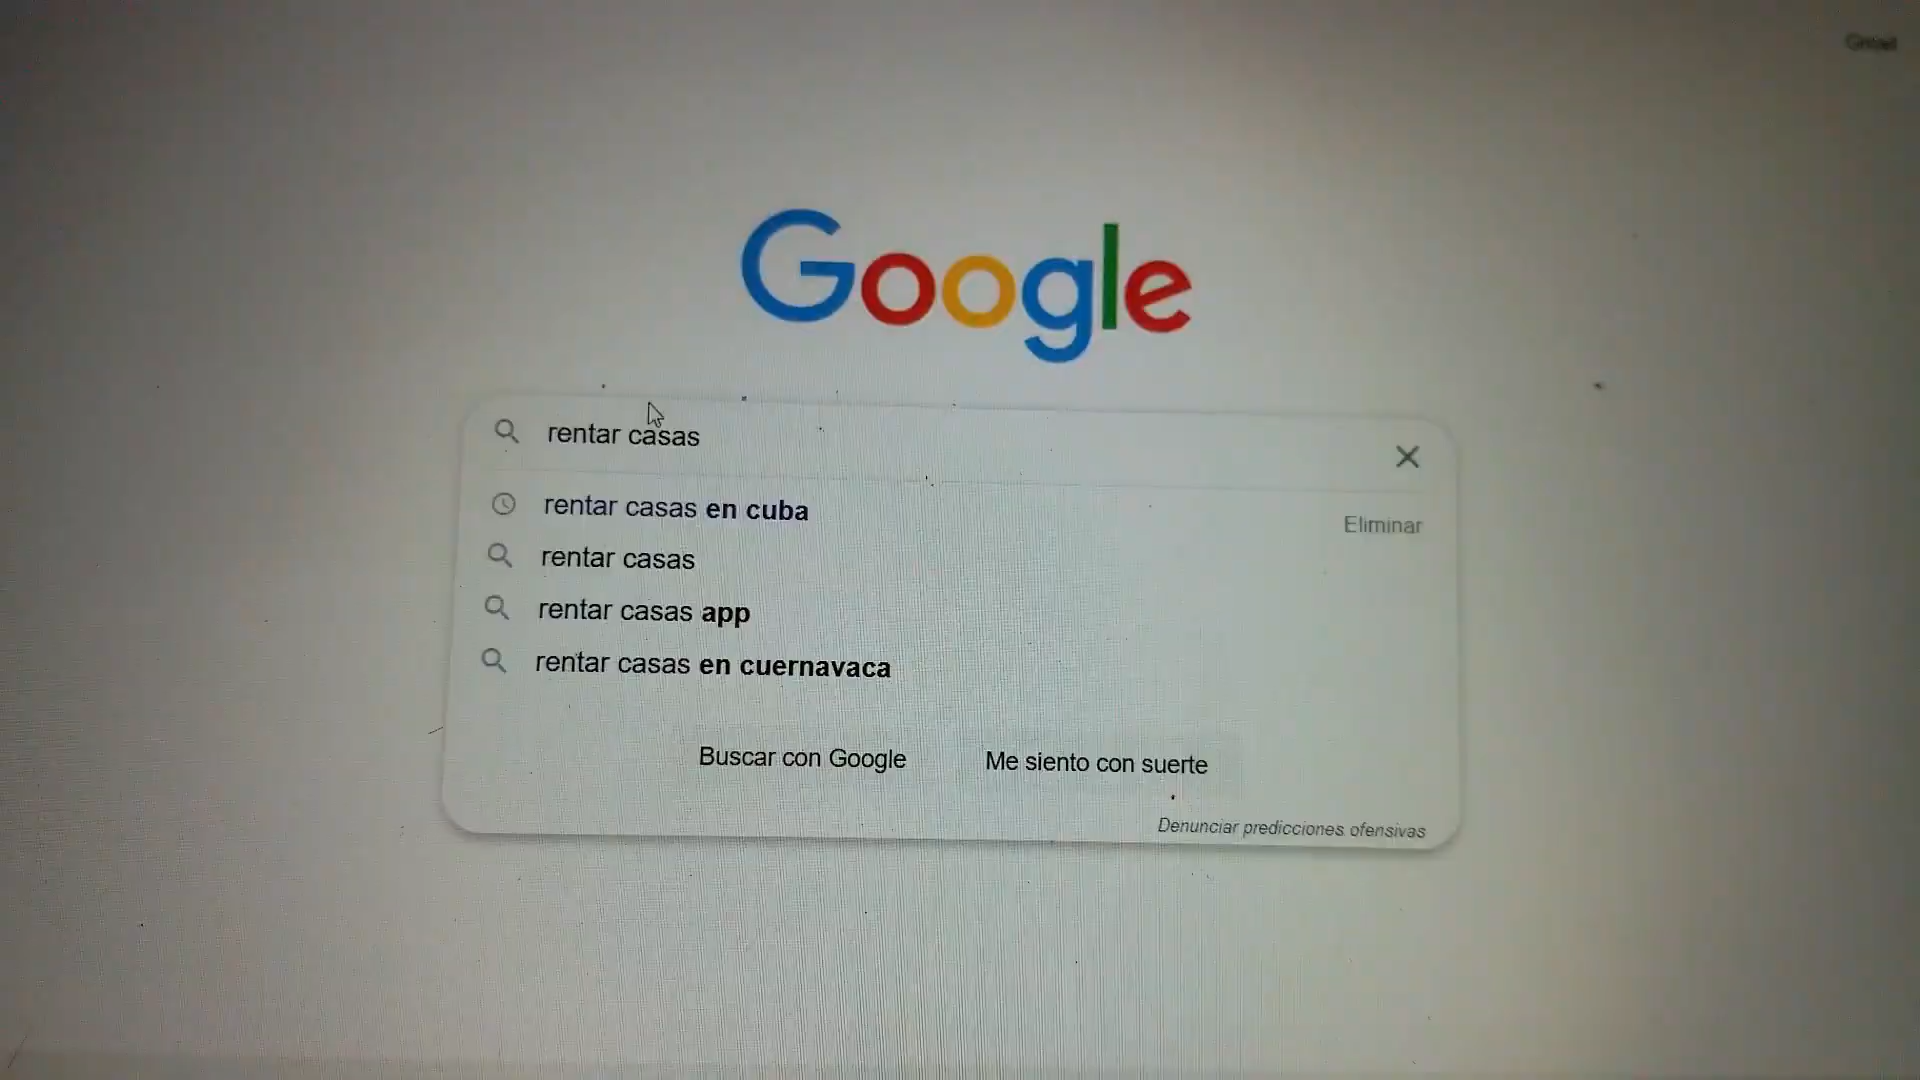 Gmail
Google
rentar casas
rentar casas en cuba
Eliminar
rentar casas
rentar casas app
rentar casas en cuernavaca
Buscar con Google
Me siento con suerte
Denunciar predicciones ofensivas